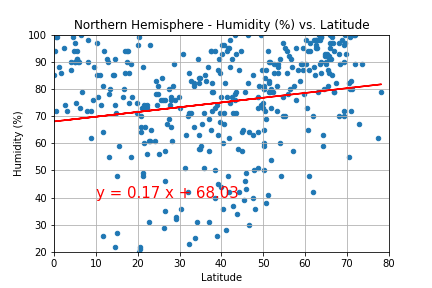 Northern Hemisphere - Humidity (%) vs. Latitude
100
90
80
70
60
50
40
30
20
Humidity (%)
y = 0.17 x + 68.03
0 10 20 30 40 50 60 70 80
Latitude